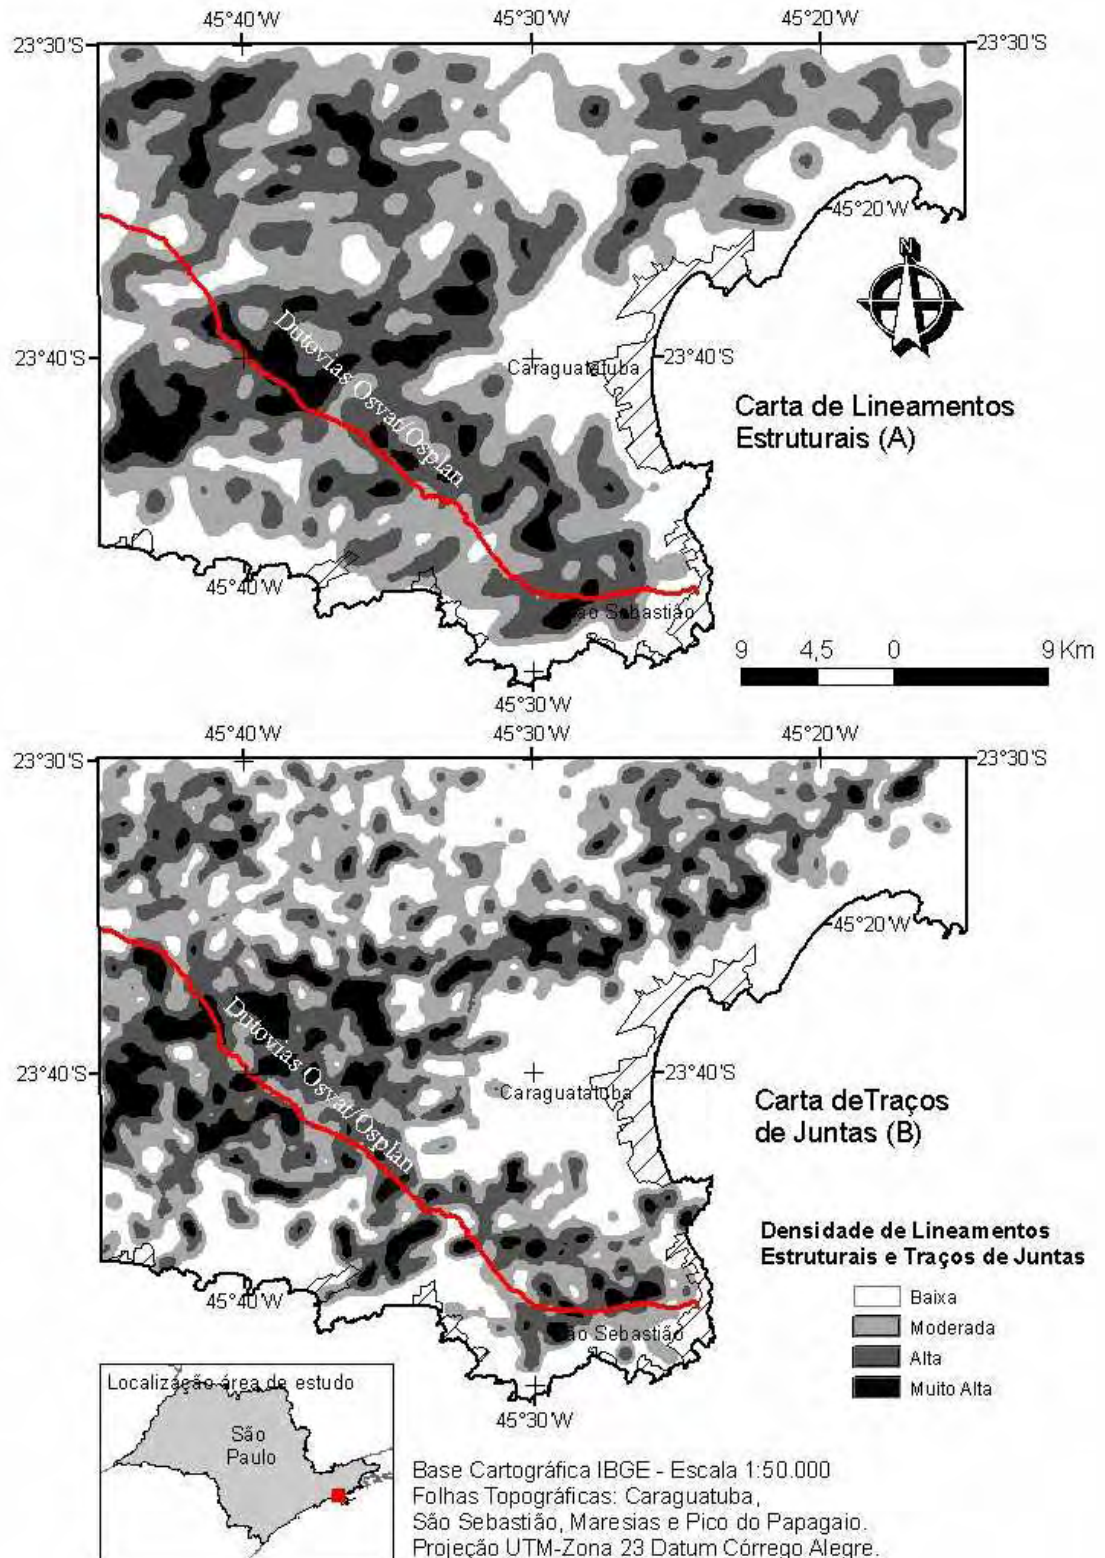 45°40'W 45°30'W 45°20'W
23°30'S 23°30'S
45°20'W
N
Dutovias Osvat/Osplan
23°40'S 23°40'S
Caraguatatuba
Carta de Lineamentos
Estruturais (A)
45°40'W
ão Sebastião
9 4,5 0 9 Km
45°30'W
45°40'W 45°30'W 45°20'W
23°30'S 23°30'S
45°20'W
Dutovias Osvat/Osplan
23°40'S 23°40'S
Caraguatatuba
Carta deTraços
de Juntas (B)
Densidade de Lineamentos
Estruturais e Traços de Juntas
45°40'W
Baixa
ão Sebastião
Moderada
Alta
Muito Alta
Localização área de estudo
45°30'W
São
Paulo
Base Cartográfica IBGE - Escala 1:50.000
Folhas Topográficas: Caraguatuba,
São Sebastião, Maresias e Pico do Papagaio.
Projeção UTM-Zona 23 Datum Córrego Alegre.